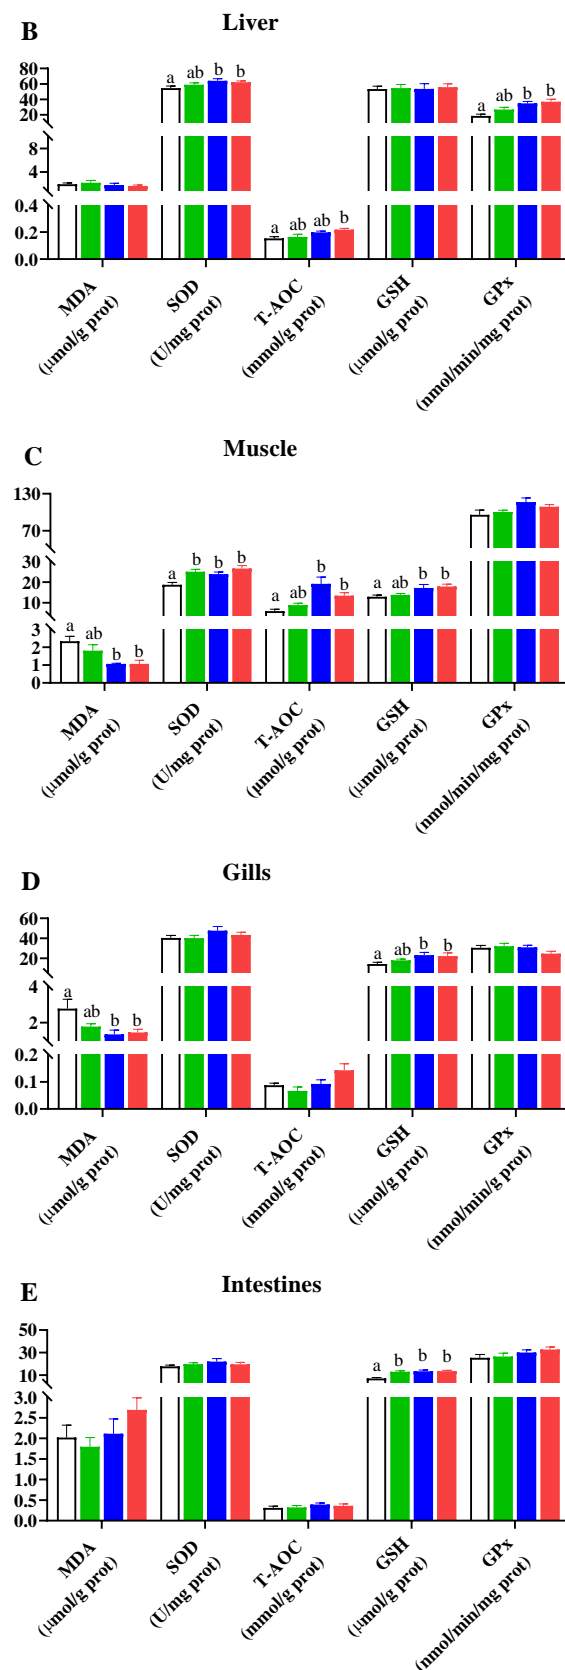 B Liver
80
60
40
20
8
4
0.4
0.2
0.0
a ab b b
a ab ab b
a ab b b
MDA
(μmol/g prot)
SOD
(U/mg prot)
T-AOC
(mmol/g prot)
GSH
(μmol/g prot)
GPx
(nmol/min/mg prot)
C Muscle
130
70
30
20
10
3
2
1
0
a ab b b
a b b b
a ab b b
a ab b b
MDA
(μmol/g prot)
SOD
(U/mg prot)
T-AOC
(μmol/g prot)
GSH
(μmol/g prot)
GPx
(nmol/min/mg prot)
D Gills
60
40
20
4
2
0.2
0.1
0.0
a ab b b
a ab b b
MDA
(μmol/g prot)
SOD
(U/mg prot)
T-AOC
(mmol/g prot)
GSH
(μmol/g prot)
GPx
(nmol/min/mg prot)
E Intestines
50
30
10
3.0
2.5
2.0
1.5
1.0
0.5
0.0
a b b b
MDA
(μmol/g prot)
SOD
(U/mg prot)
T-AOC
(mmol/g prot)
GSH
(μmol/g prot)
GPx
(nmol/min/mg prot)